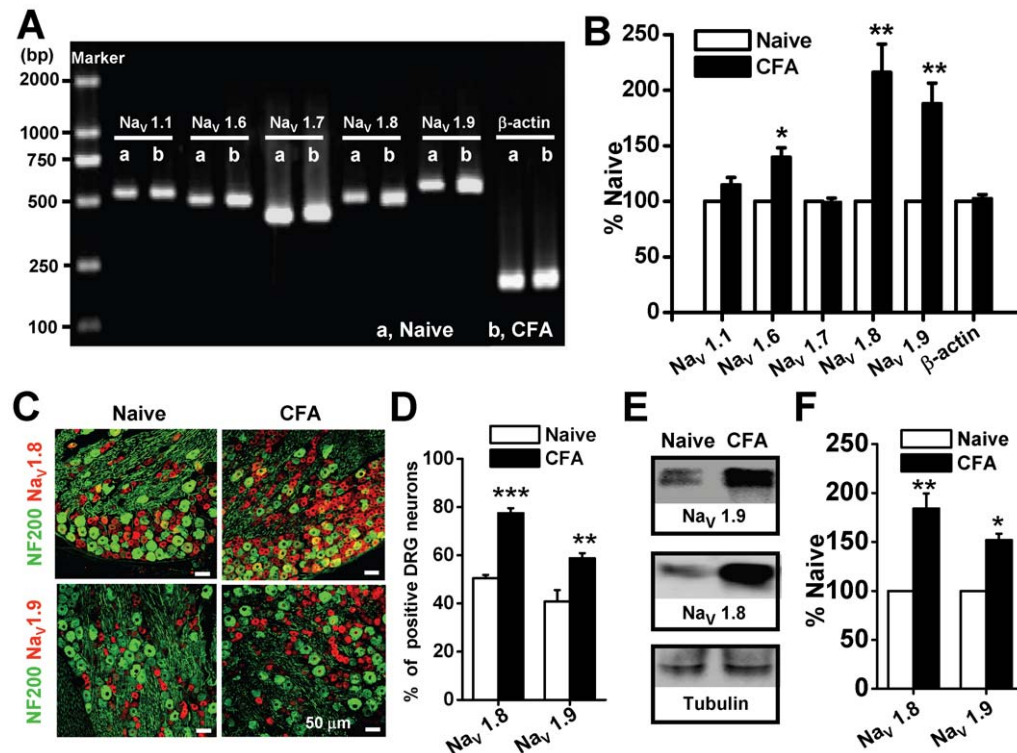 A
(bp)
Marker
2000
1000
750
500
250
100
Naᵥ 1.1 Naᵥ 1.6 Naᵥ 1.7 Naᵥ 1.8 Naᵥ 1.9 β-actin
a b a b a b a b a b a b
a, Naive b, CFA
B
Naive
CFA
% Naive
250
200
150
100
50
0
* ** **
Naᵥ 1.1 Naᵥ 1.6 Naᵥ 1.7 Naᵥ 1.8 Naᵥ 1.9 β-actin
C
Naive CFA
NF200 Naᵥ1.8
NF200 Naᵥ1.9
50 μm
D
Naive
CFA
% of positive DRG neurons
100
80
60
40
20
0
*** **
Naᵥ 1.8 Naᵥ 1.9
E
Naive CFA
Naᵥ 1.9
Naᵥ 1.8
Tubulin
F
Naive
CFA
% Naive
250
200
150
100
50
0
** *
Naᵥ 1.8 Naᵥ 1.9